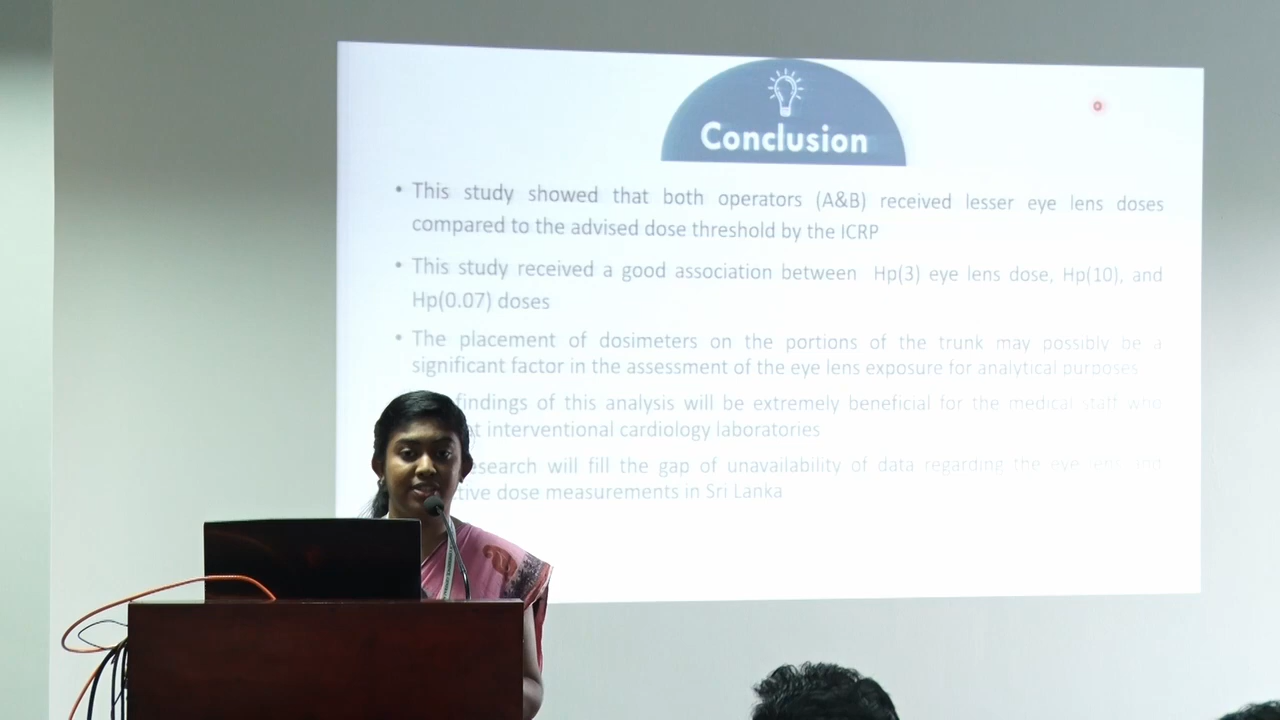 Conclusion
• This study showed that both operators (A&B) received lesser eye lens doses
compared to the advised dose threshold by the ICRP
• This study received a good association between Hp(3) eye lens dose, Hp(10), and
Hp(0.07) doses
• The placement of dosimeters on the portions of the trunk may possibly be a
significant factor in the assessment of the eye lens exposure for analytical purposes
findings of this analysis will be extremely beneficial for the medical staff who
at interventional cardiology laboratories
esearch will fill the gap of unavailability of data regarding the eye lens and
tive dose measurements in Sri Lanka